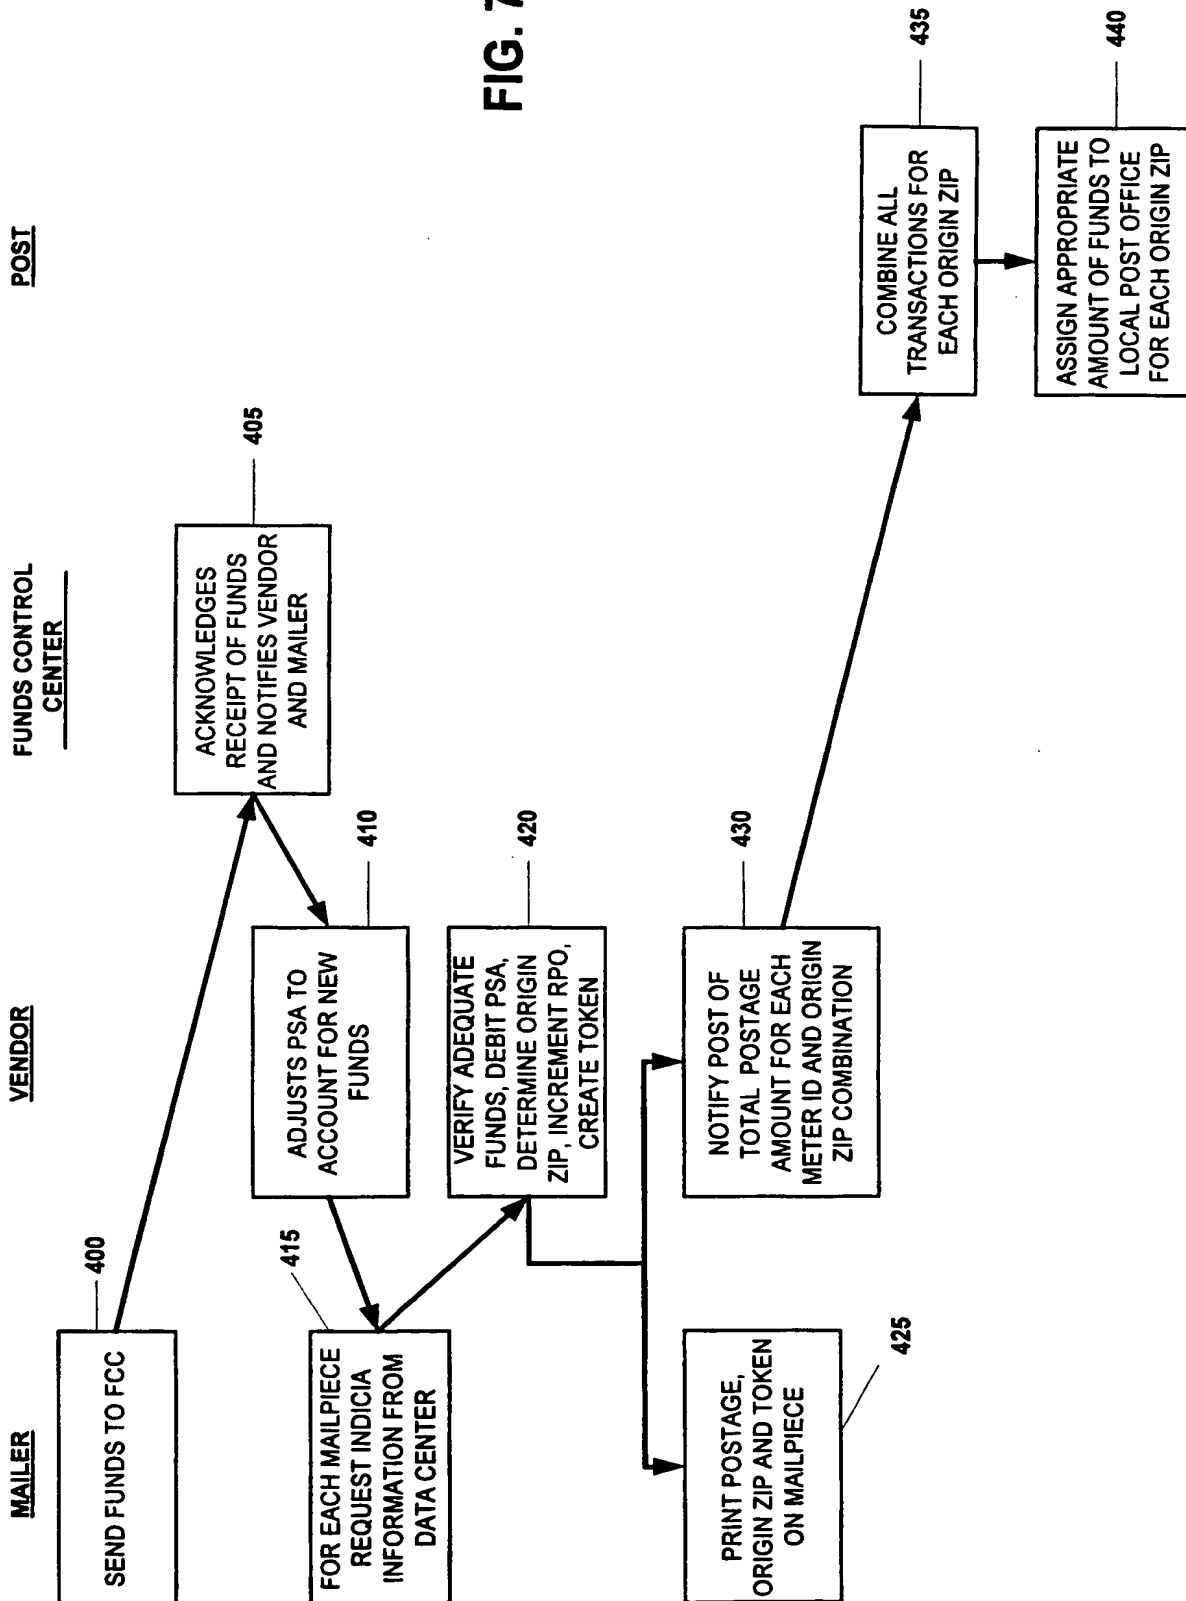 MAILER
VENDOR
FUNDS CONTROL
CENTER
POST
SEND FUNDS TO FCC
400
ACKNOWLEDGES
RECEIPT OF FUNDS
AND NOTIFIES VENDOR
AND MAILER
405
ADJUSTS PSA TO
ACCOUNT FOR NEW
FUNDS
410
FOR EACH MAILPIECE
REQUEST INDICIA
INFORMATION FROM
DATA CENTER
415
VERIFY ADEQUATE
FUNDS, DEBIT PSA,
DETERMINE ORIGIN
ZIP, INCREMENT RPO,
CREATE TOKEN
420
PRINT POSTAGE,
ORIGIN ZIP AND TOKEN
ON MAILPIECE
425
NOTIFY POST OF
TOTAL POSTAGE
AMOUNT FOR EACH
METER ID AND ORIGIN
ZIP COMBINATION
430
COMBINE ALL
TRANSACTIONS FOR
EACH ORIGIN ZIP
435
ASSIGN APPROPRIATE
AMOUNT OF FUNDS TO
LOCAL POST OFFICE
FOR EACH ORIGIN ZIP
440
FIG. 7